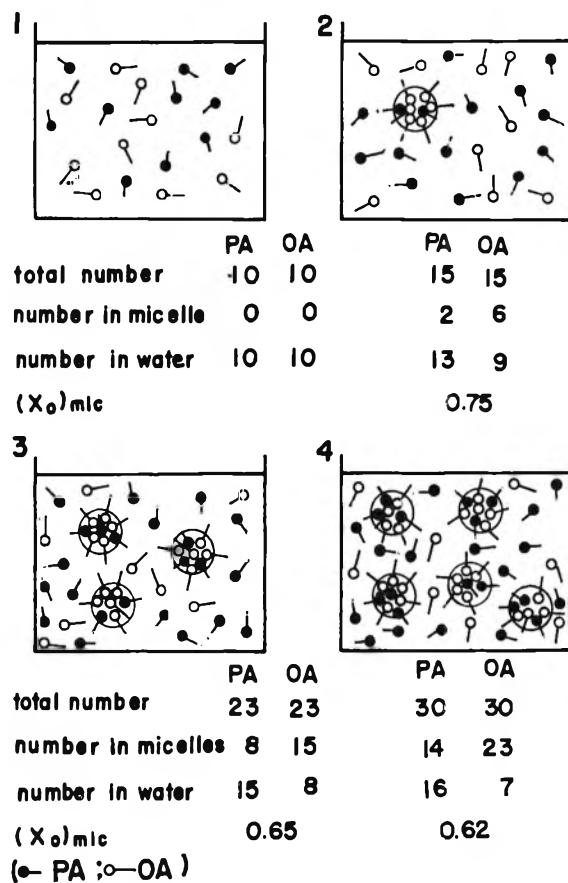 1
2
PA OA PA OA
total number 10 10 15 15
number in micelle 0 0 2 6
number in water 10 10 13 9
(Xo)mic 0.75
3
4
PA OA PA OA
total number 23 23 30 30
number in micelles 8 15 14 23
number in water 15 8 16 7
(Xo)mic 0.65 0.62
(●– PA ;○—OA )